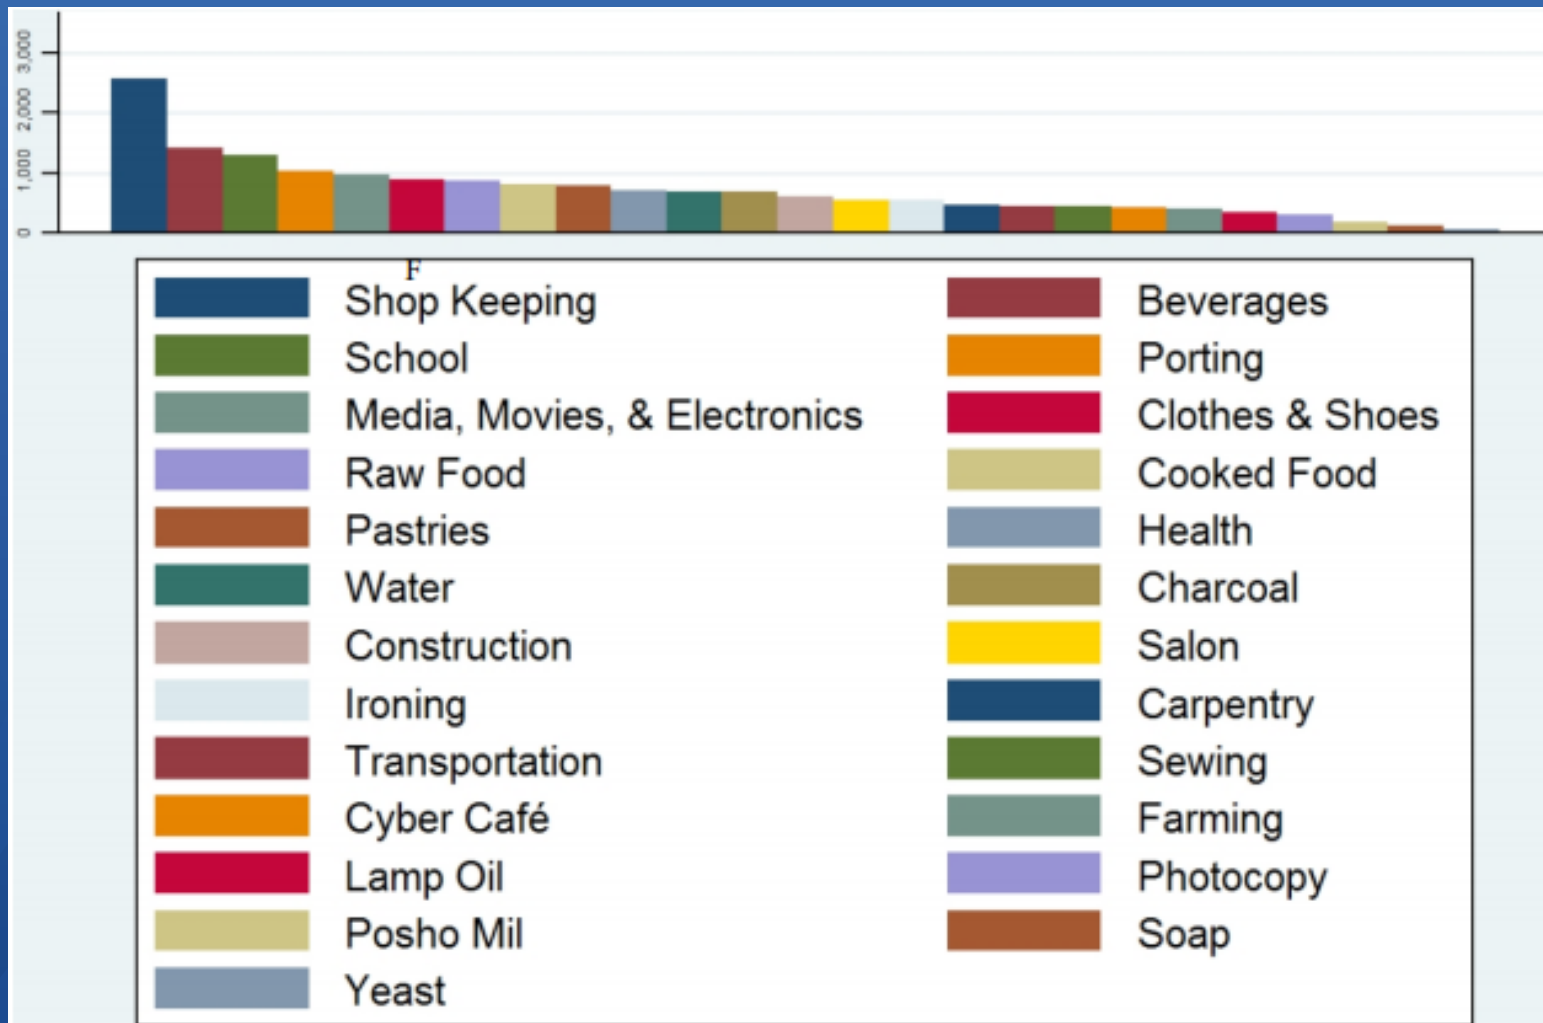 3,000
2,000
1,000
0
F
Shop Keeping
Beverages
School
Porting
Media, Movies, & Electronics
Clothes & Shoes
Raw Food
Cooked Food
Pastries
Health
Water
Charcoal
Construction
Salon
Ironing
Carpentry
Transportation
Sewing
Cyber Café
Farming
Lamp Oil
Photocopy
Posho Mil
Soap
Yeast